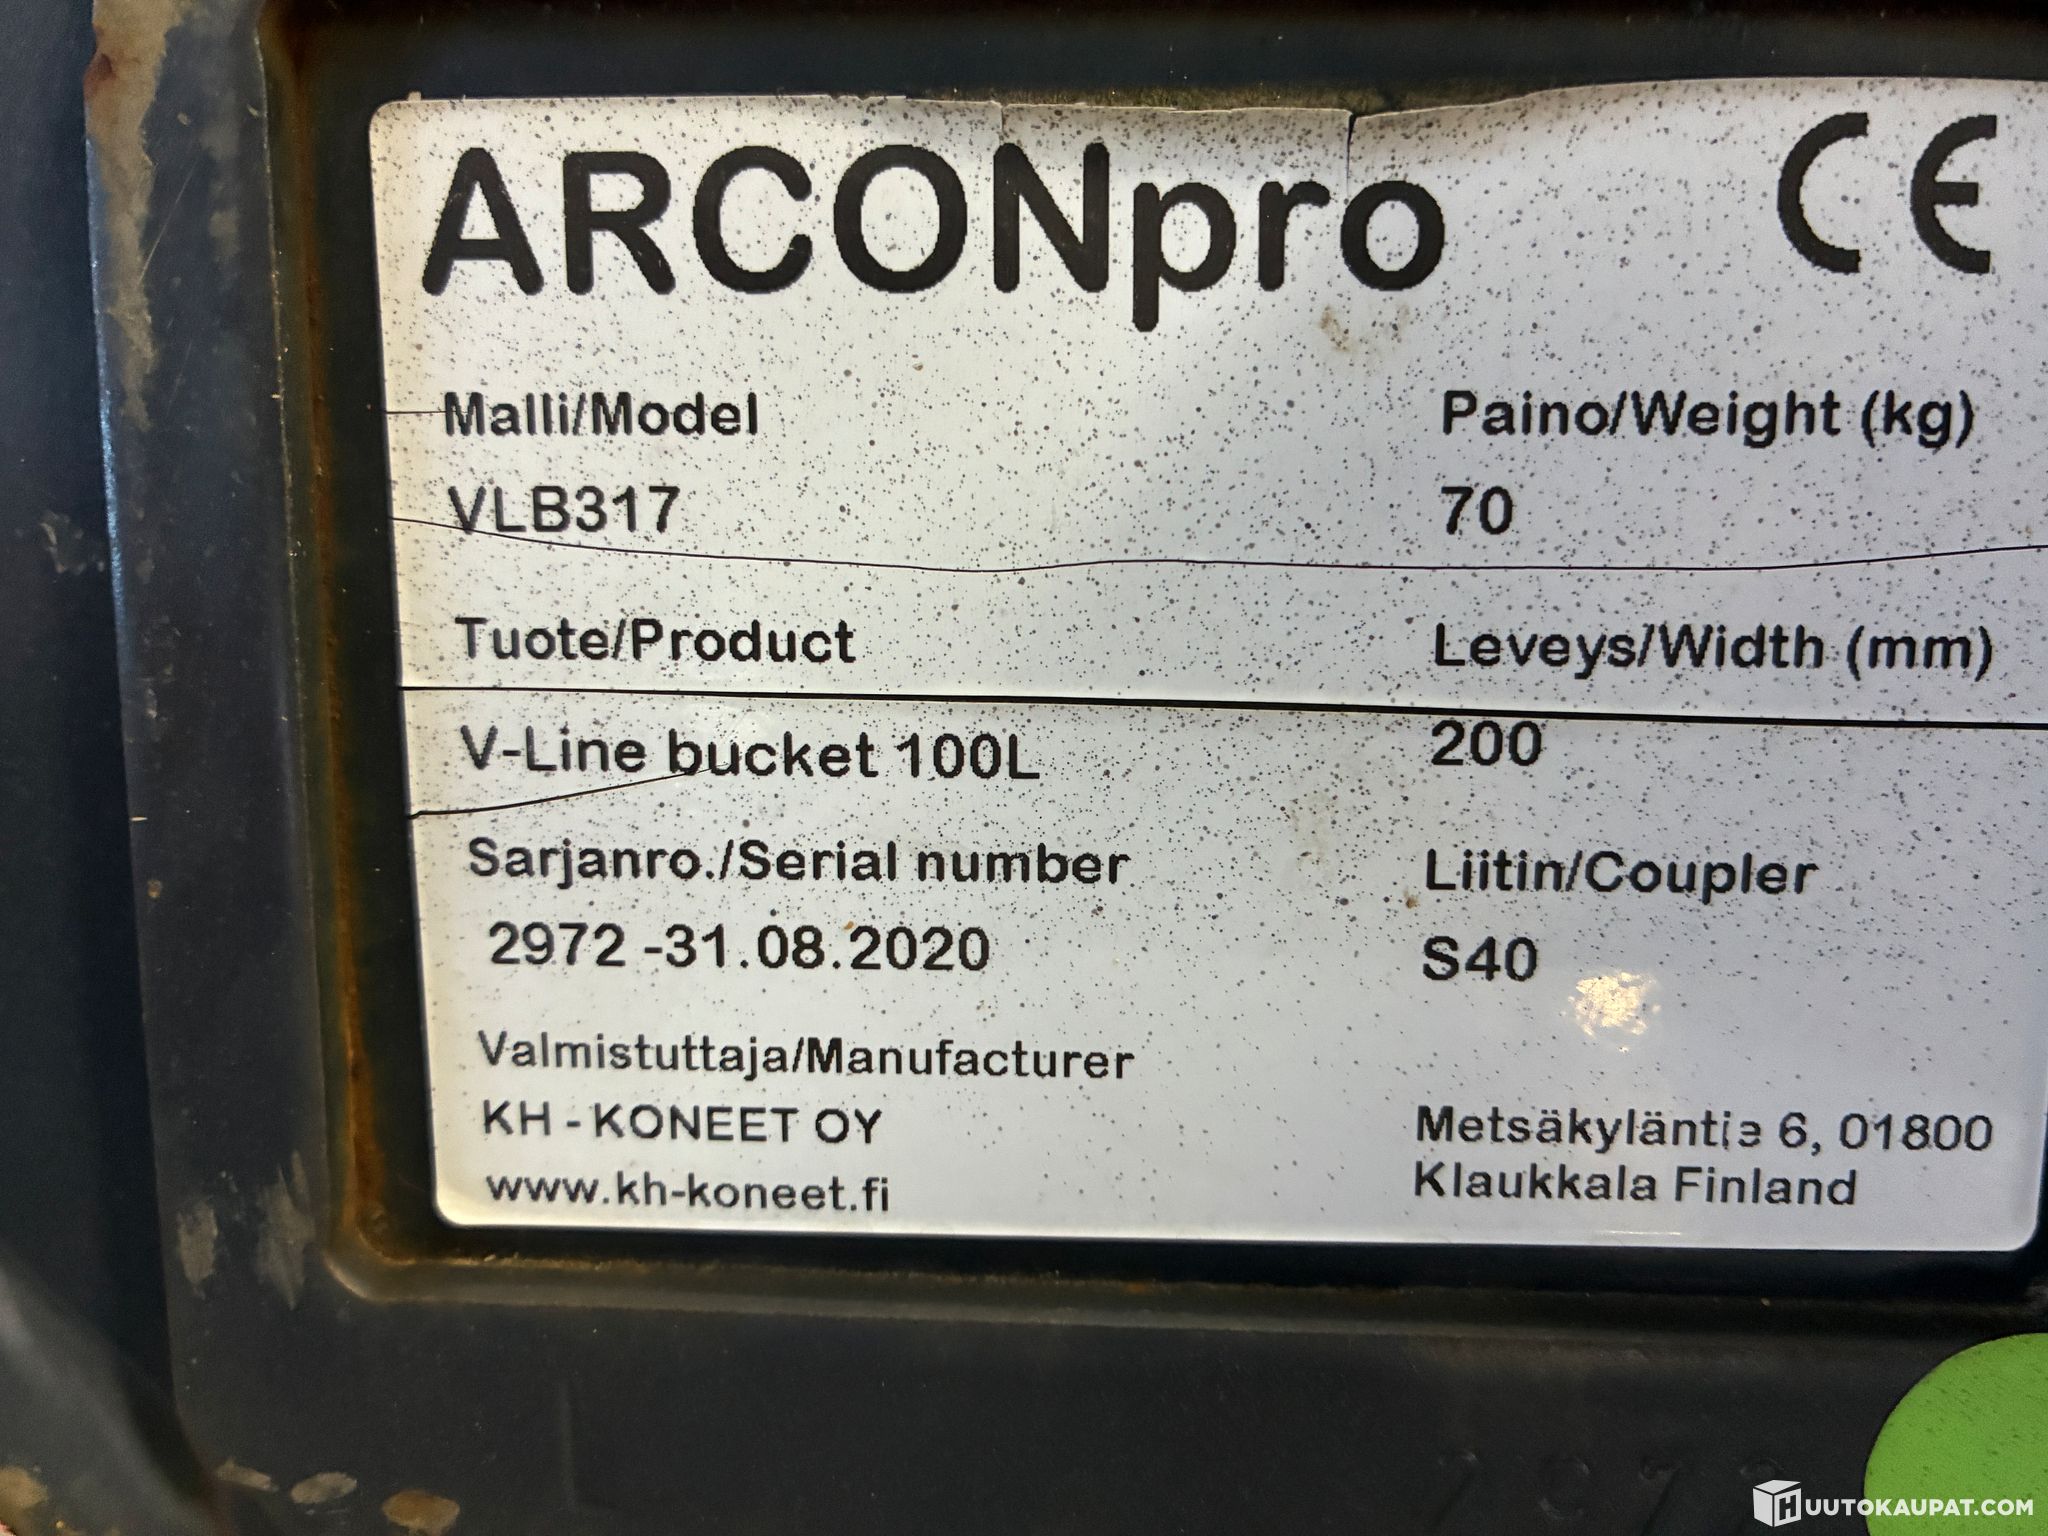 ARCONpro CE
Malli/Model Paino/Weight (kg)
VLB317 70
Tuote/Product Leveys/Width (mm)
V-Line bucket 100L 200
Sarjanro./Serial number Liitin/Coupler
2972 -31.08.2020 S40
Valmistuttaja/Manufacturer
KH - KONEET OY Metsäkyläntie 6, 01800
www.kh-koneet.fi Klaukkala Finland
HUUTOKAUPAT.COM